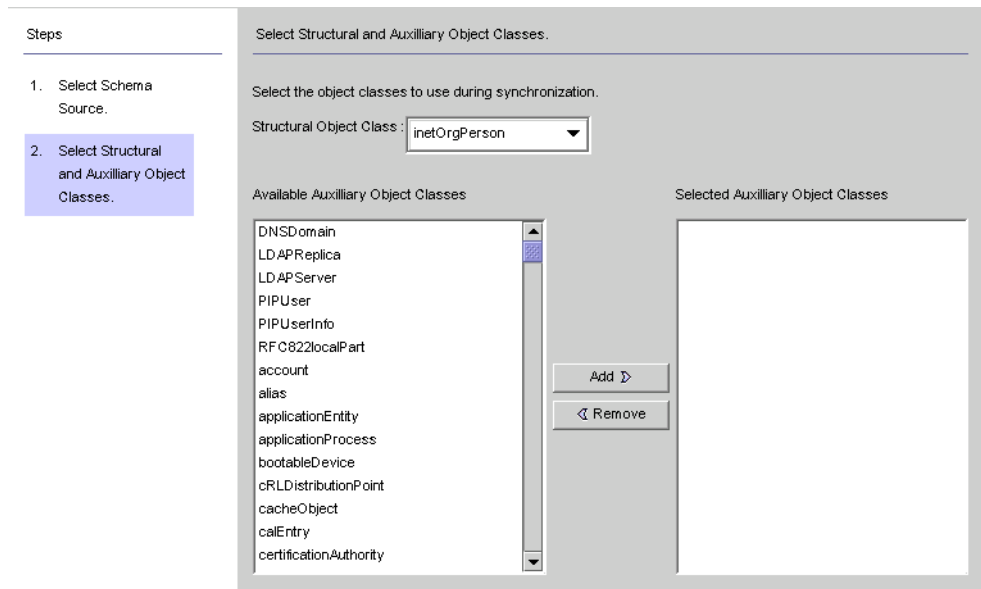 Steps
1. Select Schema
Source.
2. Select Structural
and Auxilliary Object
Classes.
Select Structural and Auxilliary Object Classes.
Select the object classes to use during synchronization.
Structural Object Class : inetOrgPerson
Available Auxilliary Object Classes
DNSDomain
LDAPReplica
LDAPServer
PIPUser
PIPUserInfo
RFC822localPart
account
alias
applicationEntity
applicationProcess
bootableDevice
cRLDistributionPoint
cacheObject
calEntry
certificationAuthority
Add
Remove
Selected Auxilliary Object Classes